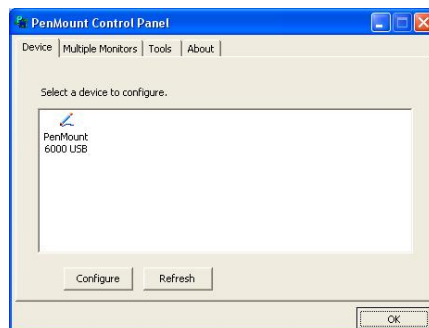 PenMount Control Panel
Device Multiple Monitors Tools About
Select a device to configure.
PenMount
6000 USB
Configure Refresh
OK